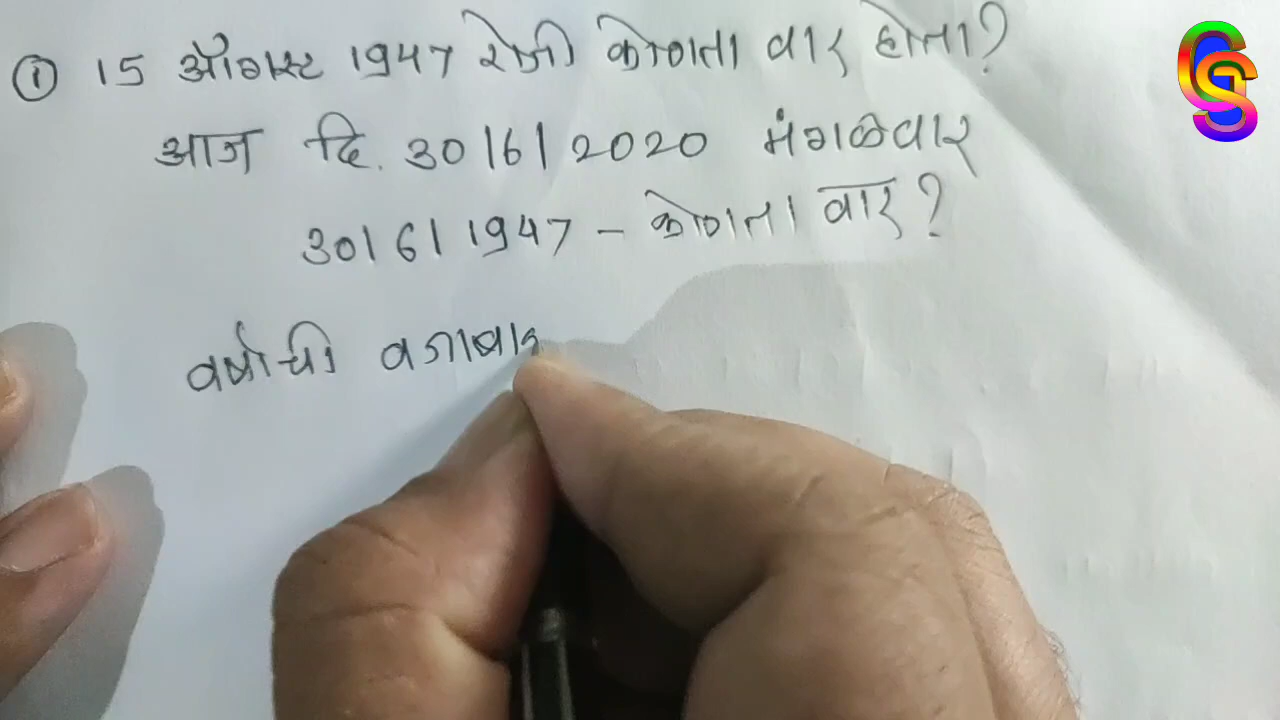 ① 15 ऑगस्ट 1947 रोजी कोणता वार होता?
आज दि. 30/6/2020 मंगळवार
30/6/1947 - कोणता वार?
वर्षाची वजाबाक